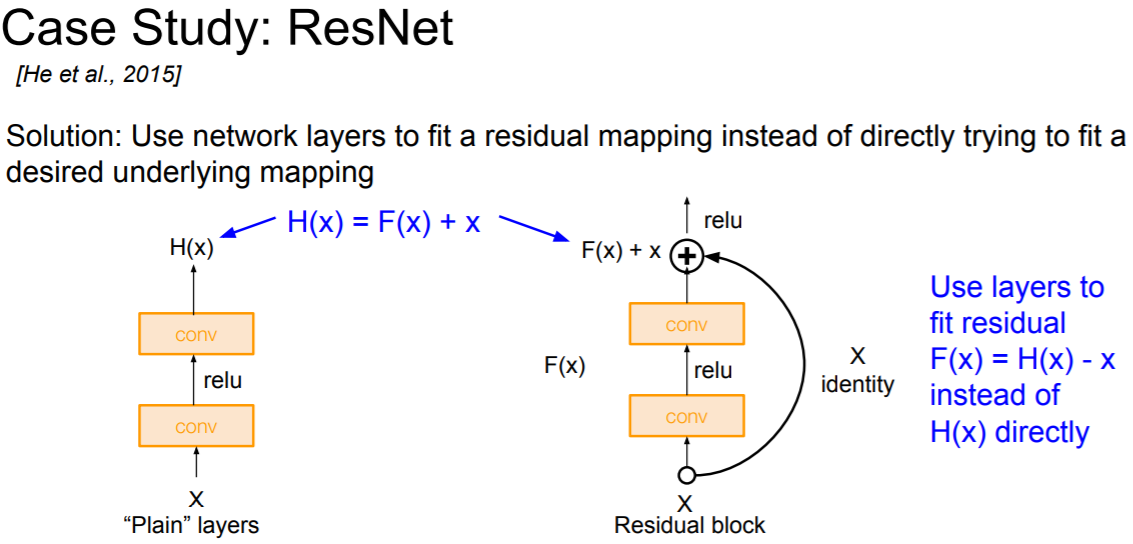 Case Study: ResNet
[He et al., 2015]
Solution: Use network layers to fit a residual mapping instead of directly trying to fit a
desired underlying mapping
H(x) = F(x) + x
H(x)
conv
relu
conv
X
“Plain” layers
relu
F(x) + x
+
conv
F(x)
relu
conv
X
identity
X
Residual block
Use layers to
fit residual
F(x) = H(x) - x
instead of
H(x) directly